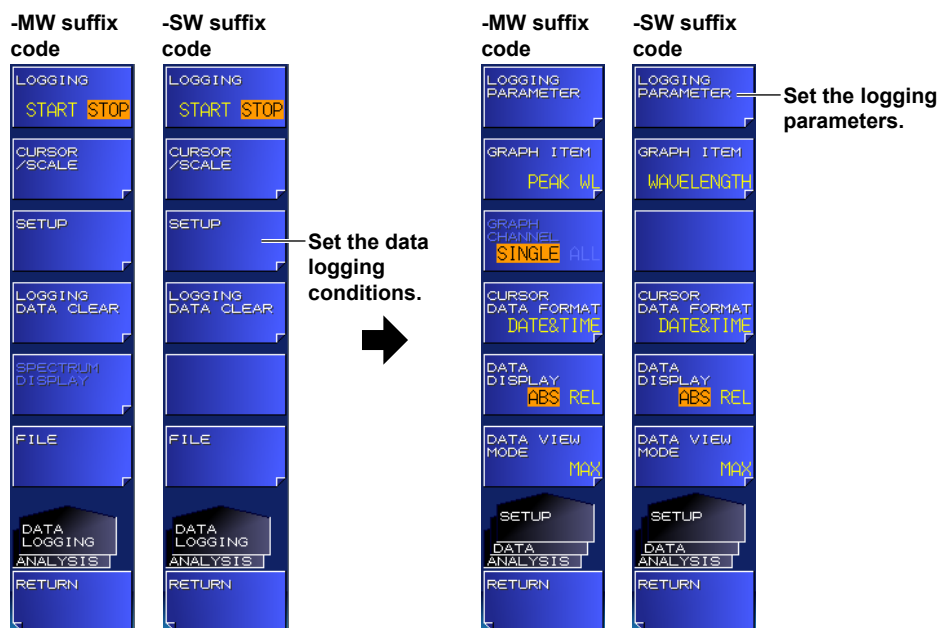 -MW suffix
code
LOGGING
START STOP
CURSOR
/SCALE
SETUP
LOGGING
DATA CLEAR
SPECTRUM
DISPLAY
FILE
DATA
LOGGING
ANALYSIS
RETURN
-SW suffix
code
LOGGING
START STOP
CURSOR
/SCALE
SETUP
LOGGING
DATA CLEAR
FILE
DATA
LOGGING
ANALYSIS
RETURN
Set the data
logging
conditions.
-MW suffix
code
LOGGING
PARAMETER
GRAPH ITEM
PEAK WL
GRAPH
CHANNEL
SINGLE ALL
CURSOR
DATA FORMAT
DATE&TIME
DATA
DISPLAY
ABS REL
DATA VIEW
MODE
MAX
SETUP
DATA
ANALYSIS
RETURN
-SW suffix
code
LOGGING
PARAMETER
GRAPH ITEM
WAVELENGTH
CURSOR
DATA FORMAT
DATE&TIME
DATA
DISPLAY
ABS REL
DATA VIEW
MODE
MAX
SETUP
DATA
ANALYSIS
RETURN
Set the logging
parameters.